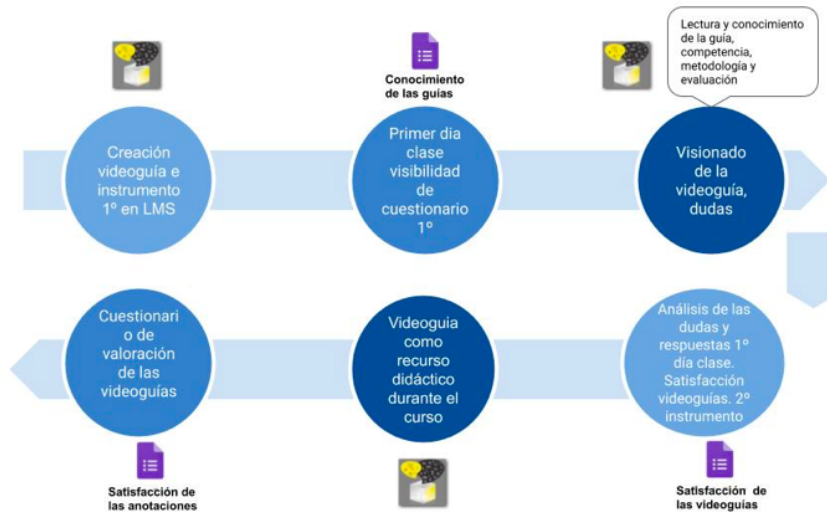 Lectura y conocimiento
de la guía,
competencia,
metodología y
evaluación
Conocimiento
de las guías
Creación
videoguía e
instrumento
1º en LMS
Primer dia
clase
visibilidad
de
cuestionario
1º
Visionado
de la
videoguía,
dudas
Análisis de las
dudas y
respuestas 1º
día clase.
Satisfacción
videoguías. 2º
instrumento
Videoguia
como
recurso
didáctico
durante el
curso
Cuestionari
o de
valoración
de las
videoguías
Satisfacción de
las anotaciones
Satisfacción de
las videoguías